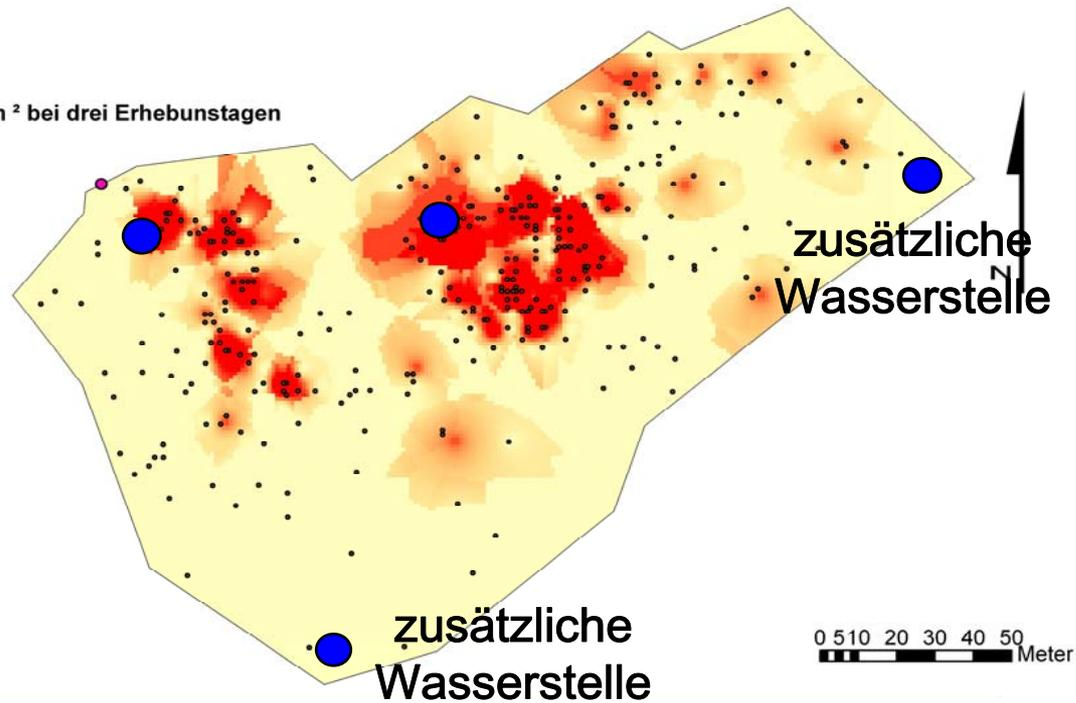 ² bei drei Erhebunstagen
zusätzliche
Wasserstelle
N
zusätzliche
Wasserstelle
0 5 10 20 30 40 50
Meter